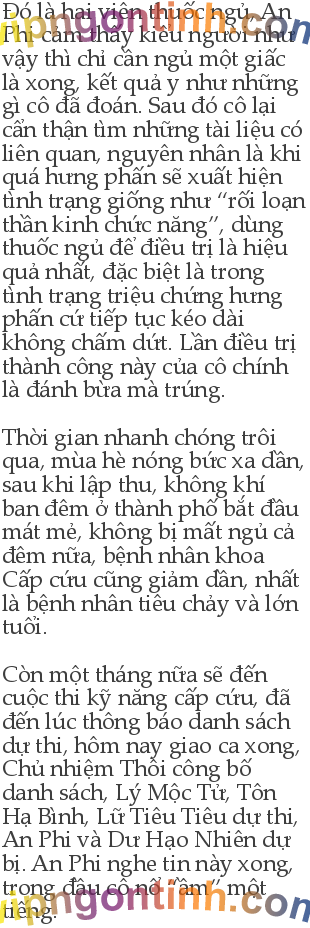 Đó là hai viên thuốc ngủ. An
Phi cảm thấy kiểu người như
vậy thì chỉ cần ngủ một giấc
là xong, kết quả y như những
gì cô đã đoán. Sau đó cô lại
cẩn thận tìm những tài liệu có
liên quan, nguyên nhân là khi
quá hưng phấn sẽ xuất hiện
tình trạng giống như “rối loạn
thần kinh chức năng”, dùng
thuốc ngủ để điều trị là hiệu
quả nhất, đặc biệt là trong
tình trạng triệu chứng hưng
phấn cứ tiếp tục kéo dài
không chấm dứt. Lần điều trị
thành công này của cô chính
là đánh bừa mà trúng.
Thời gian nhanh chóng trôi
qua, mùa hè nóng bức xa dần,
sau khi lập thu, không khí
ban đêm ở thành phố bắt đầu
mát mẻ, không bị mất ngủ cả
đêm nữa, bệnh nhân khoa
Cấp cứu cũng giảm dần, nhất
là bệnh nhân tiêu chảy và lớn
tuổi.
Còn một tháng nữa sẽ đến
cuộc thi kỹ năng cấp cứu, đã
đến lúc thông báo danh sách
dự thi, hôm nay giao ca xong,
Chủ nhiệm Thôi công bố
danh sách, Lý Mộc Tử, Tôn
Hạ Bình, Lữ Tiêu Tiêu dự thi,
An Phi và Dư Hạo Nhiên dự
bị. An Phi nghe tin này xong,
trong đầu cô nổ “ầm” một
tiếng.
vipngontinh.com
vipngontinh.com